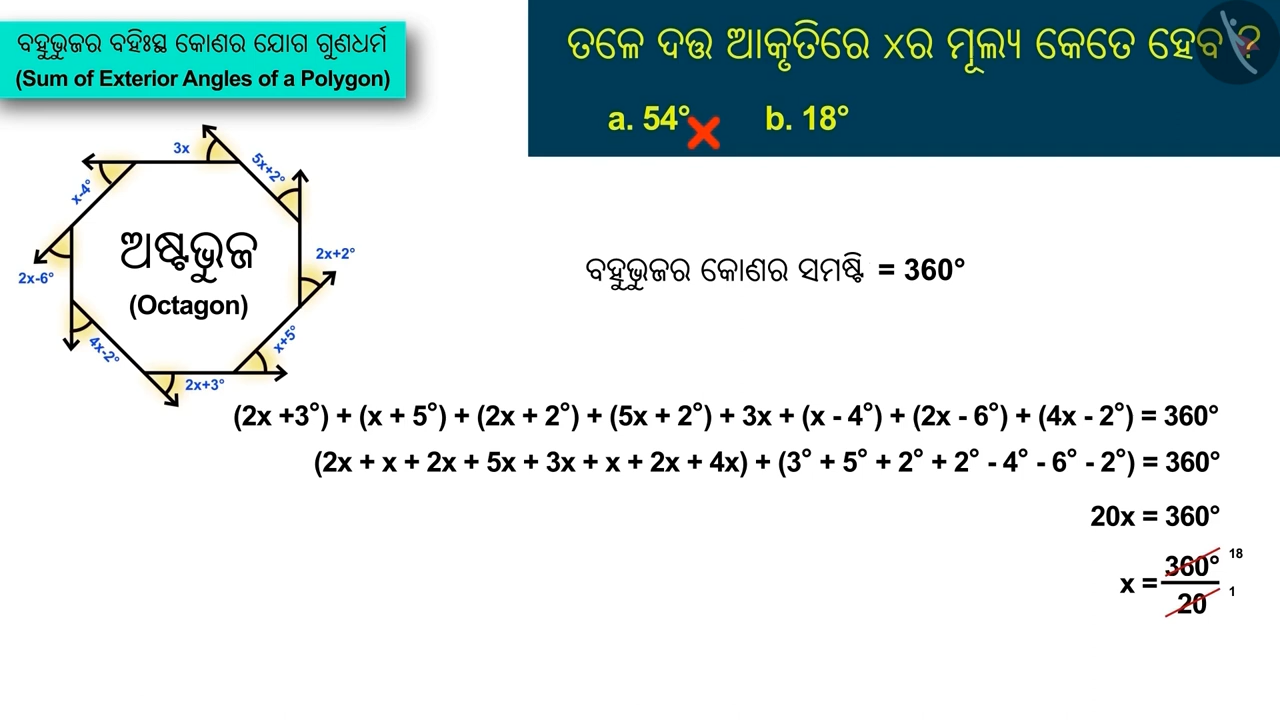 ବହୁଭୁଜର ବହିଃସ୍ଥ କୋଣର ଯୋଗ ଗୁଣଧର୍ମ
(Sum of Exterior Angles of a Polygon)
ତଳେ ଦତ୍ତ ଆକୃତିରେ xର ମୂଲ୍ୟ କେତେ ହେବ ?
a. 54° b. 18°
3x
5x+2°
x-4°
2x+2°
2x-6°
ଅଷ୍ଟଭୁଜ
(Octagon)
4x-2°
x+5°
2x+3°
ବହୁଭୁଜର କୋଣର ସମଷ୍ଟି = 360°
(2x +3°) + (x + 5°) + (2x + 2°) + (5x + 2°) + 3x + (x - 4°) + (2x - 6°) + (4x - 2°) = 360°
(2x + x + 2x + 5x + 3x + x + 2x + 4x) + (3° + 5° + 2° + 2° - 4° - 6° - 2°) = 360°
20x = 360°
x = 360° 18
20 1